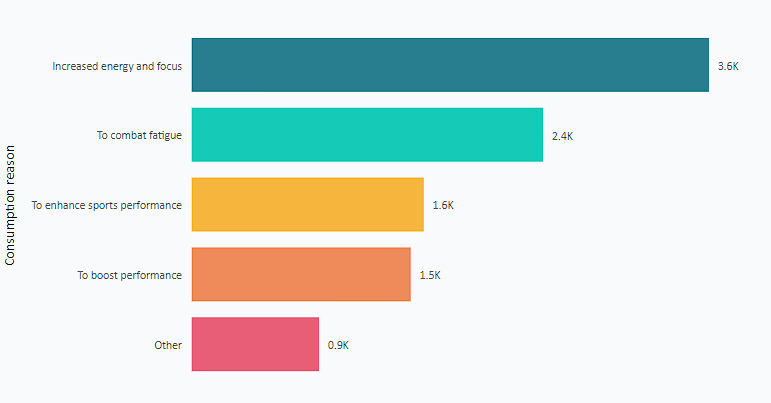 Consumption reason
Increased energy and focus
3.6K
To combat fatigue
2.4K
To enhance sports performance
1.6K
To boost performance
1.5K
Other
0.9K